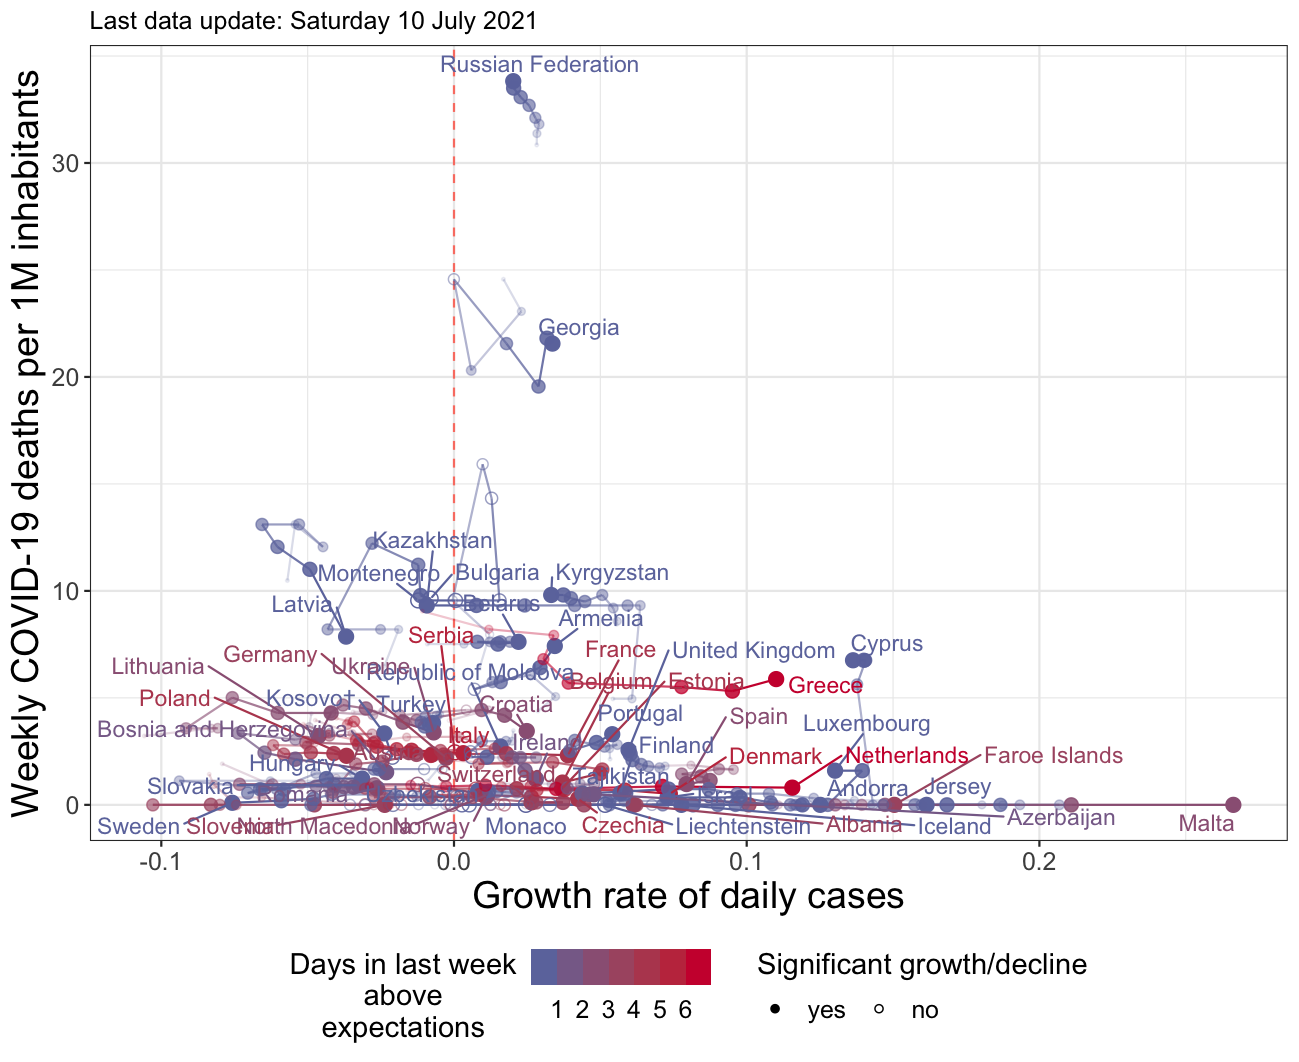 Last data update: Saturday 10 July 2021
Weekly COVID-19 deaths per 1M inhabitants
30
20
10
0
Russian Federation
Georgia
Kazakhstan
Montenegro
Bulgaria
Kyrgyzstan
Latvia
Belarus
Armenia
Serbia
France
United Kingdom
Cyprus
Germany
Lithuania
Ukraine
Republic of Moldova
Belgium
Estonia
Greece
Poland
Kosovo†
Turkey
Croatia
Portugal
Spain
Luxembourg
Bosnia and Herzegovina
Italy
Ireland
Finland
Denmark
Netherlands
Faroe Islands
Hungary
Switzerland
Tajikistan
Slovakia
Romania
Andorra
Jersey
Azerbaijan
Sweden
Slovenia
North Macedonia
Norway
Monaco
Czechia
Liechtenstein
Albania
Iceland
Malta
-0.1
0.0
0.1
0.2
Growth rate of daily cases
Days in last week
above
expectations
1 2 3 4 5 6
Significant growth/decline
yes
no